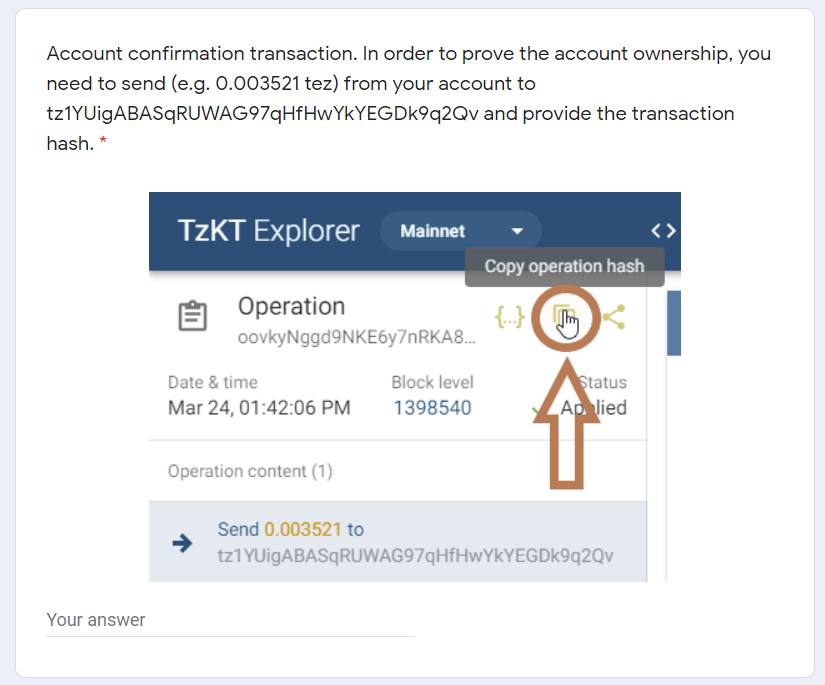 Account confirmation transaction. In order to prove the account ownership, you
need to send (e.g. 0.003521 tez) from your account to
tz1YUigABASqRUWAG97qHfHwYkYEGDk9q2Qv and provide the transaction
hash. *
TzKT Explorer Mainnet < >
Copy operation hash
Operation {...}
oovkyNggd9NKE6y7nRKA8...
Date & time Block level Status
Mar 24, 01:42:06 PM 1398540 Applied
Operation content (1)
Send 0.003521 to
tz1YUigABASqRUWAG97qHfHwYkYEGDk9q2Qv
Your answer